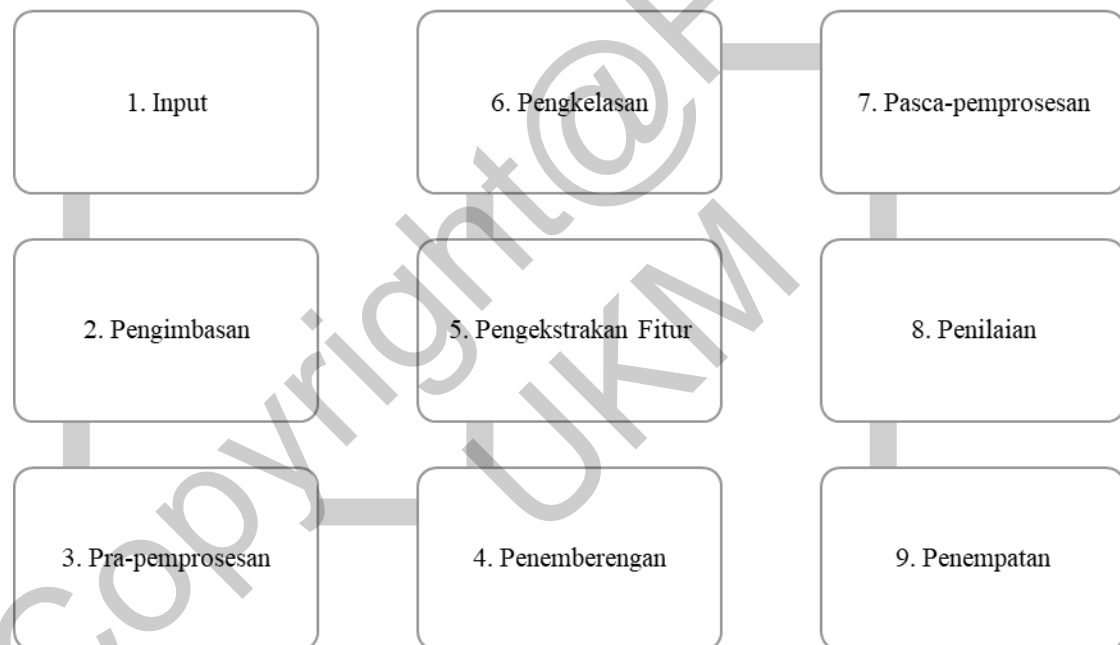 1. Input
2. Pengimbasan
3. Pra-pemprosesan
4. Penemberengan
5. Pengekstrakan Fitur
6. Pengkelasan
7. Pasca-pemprosesan
8. Penilaian
9. Penempatan
Copyright@F
UKM